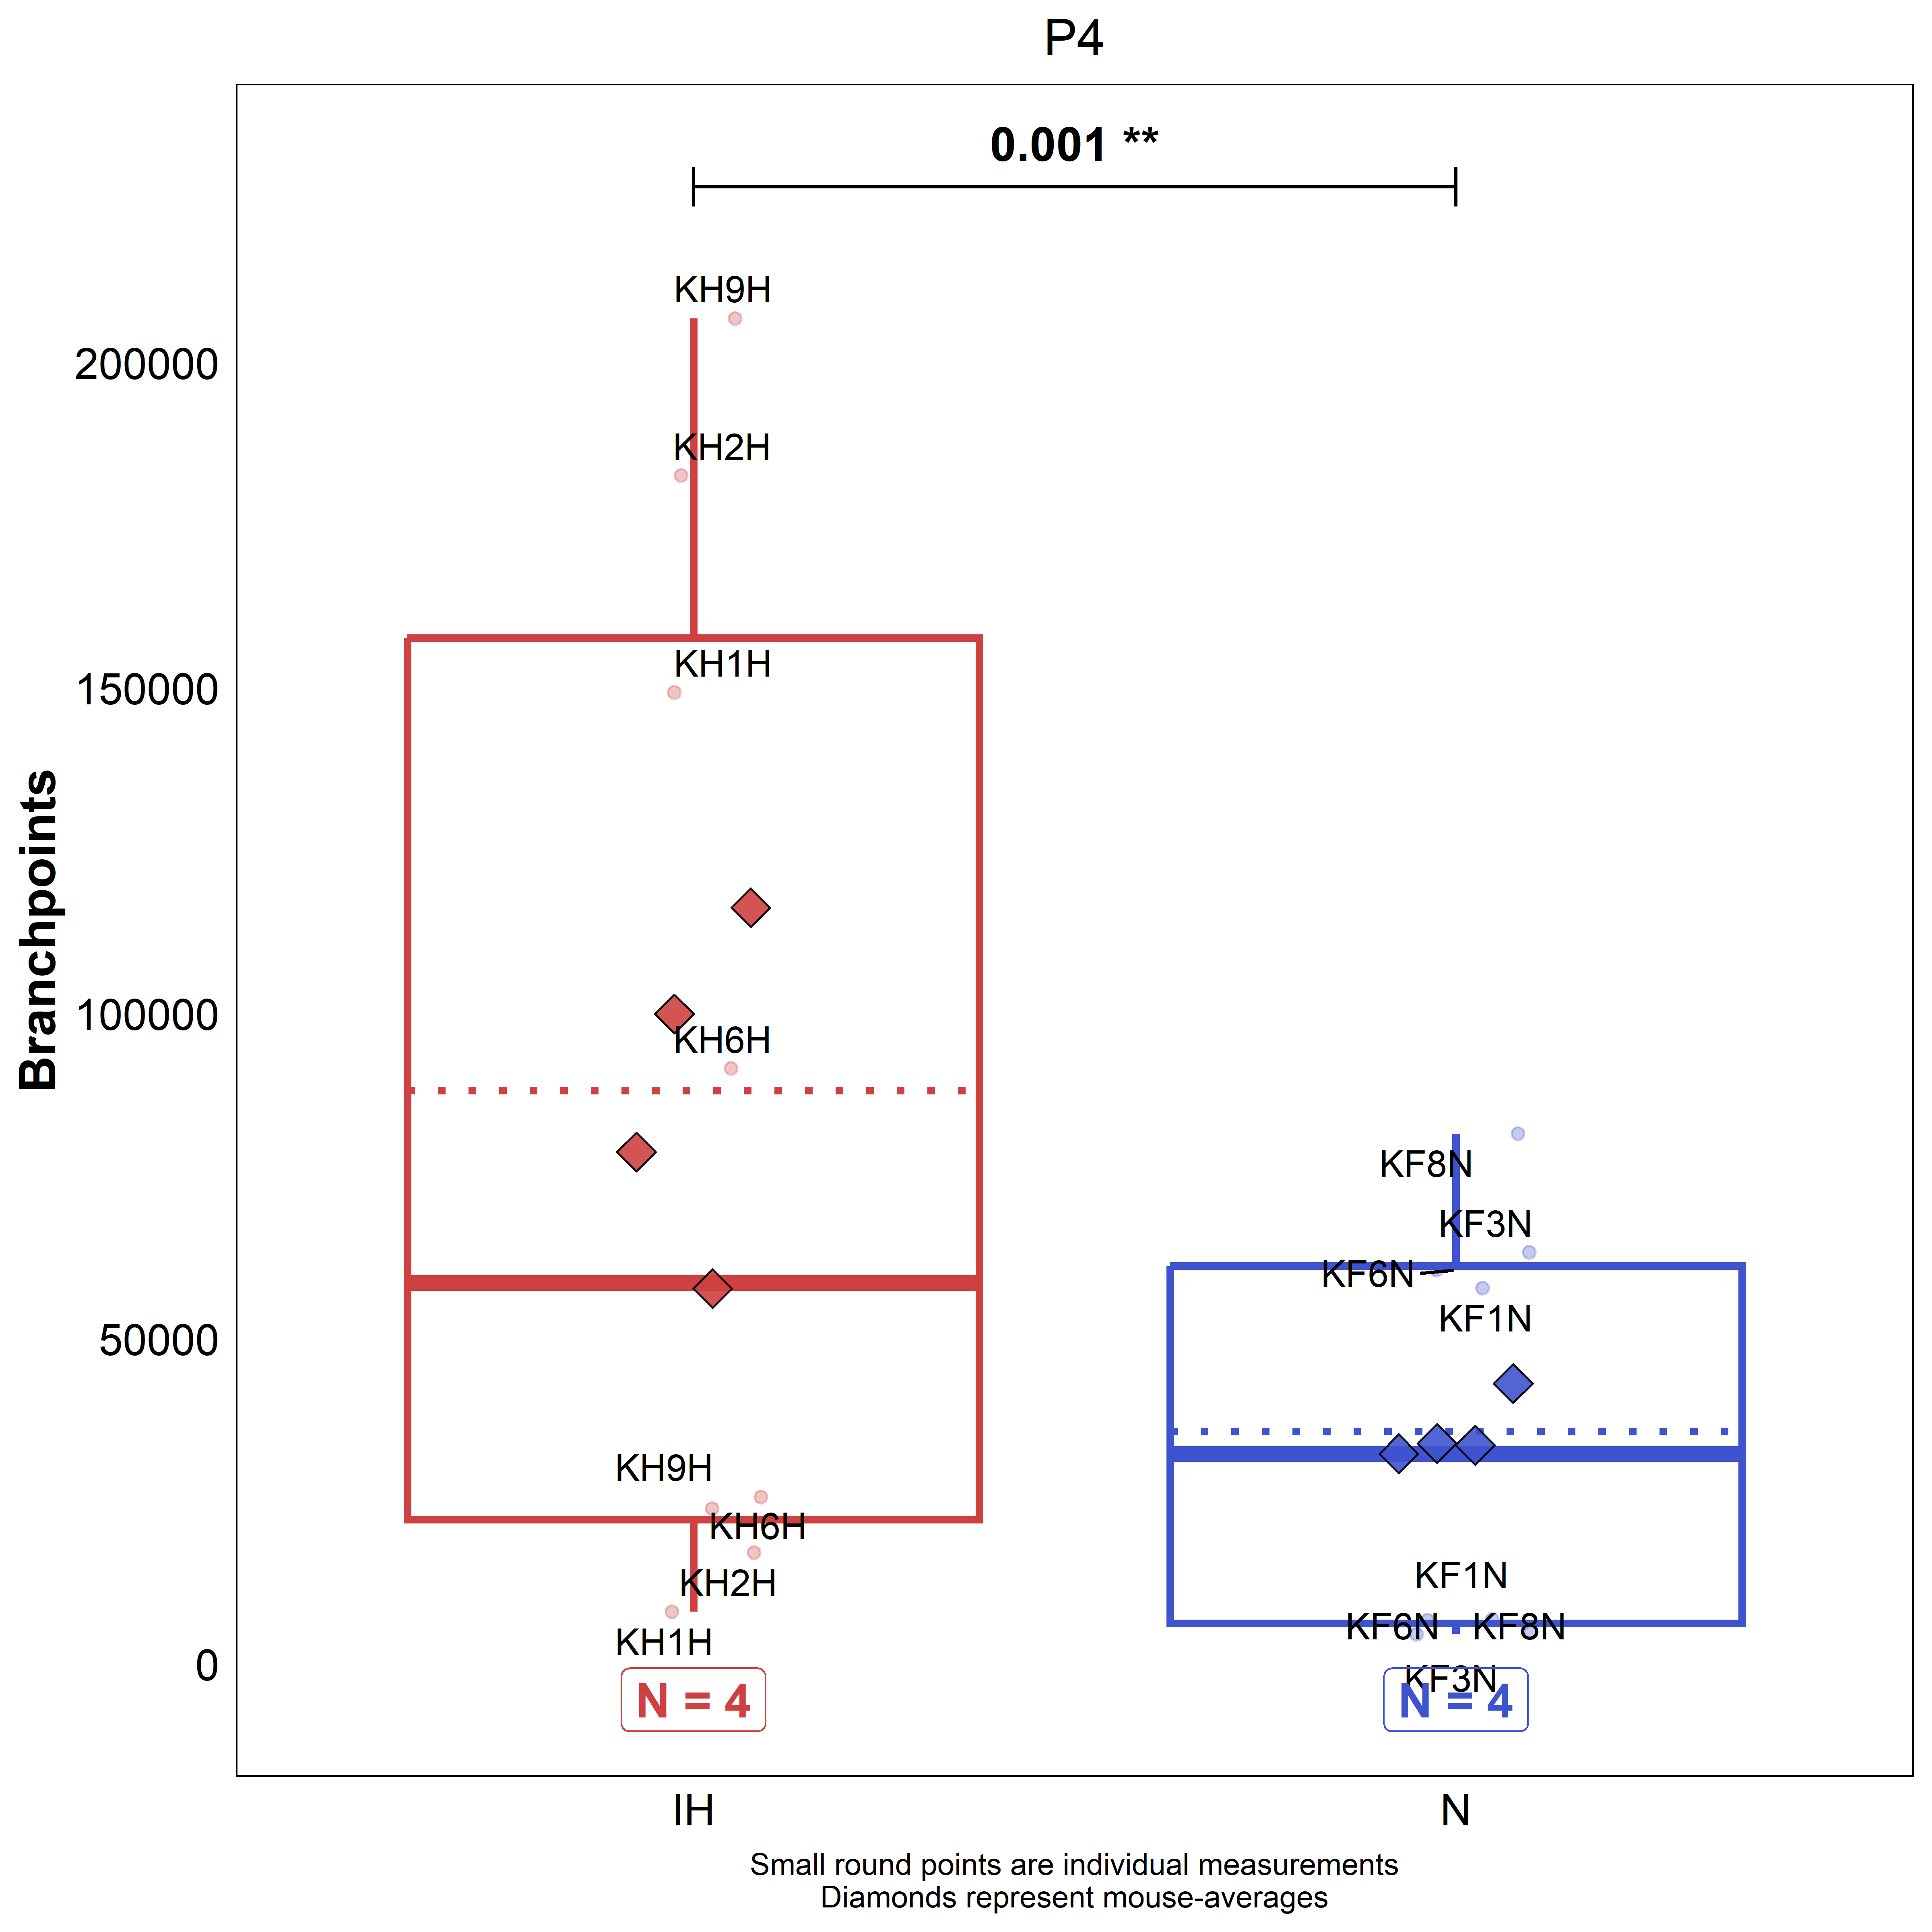 P4
0.001 **
KH9H
200000
KH2H
KH1H
150000
Branchpoints
100000
KH6H
KF8N
KF3N
KF6N
KF1N
50000
KH9H
KH6H
KF1N
KH2H
KF6N
KF8N
KH1H
0
KF3N
N = 4
N = 4
IH
N
Small round points are individual measurements
Diamonds represent mouse-averages